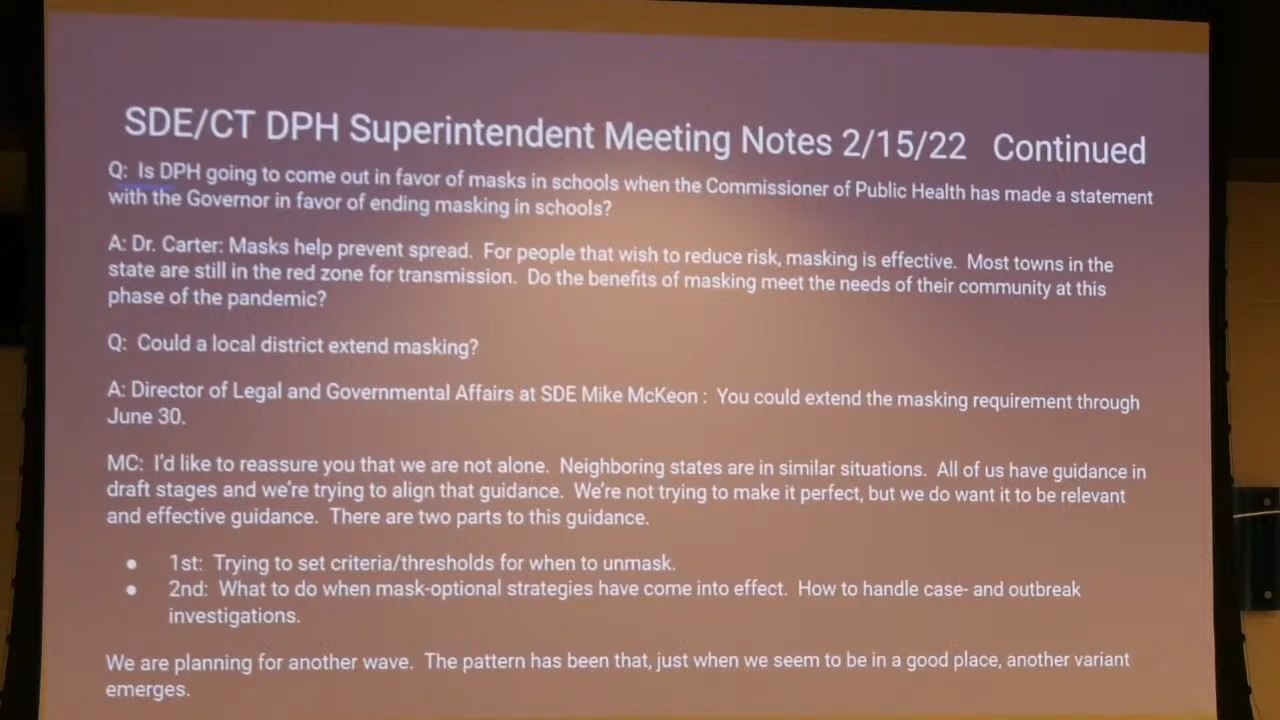 SDE/CT DPH Superintendent Meeting Notes 2/15/22 Continued
Q: Is DPH going to come out in favor of masks in schools when the Commissioner of Public Health has made a statement
with the Governor in favor of ending masking in schools?
A: Dr. Carter: Masks help prevent spread. For people that wish to reduce risk, masking is effective. Most towns in the
state are still in the red zone for transmission. Do the benefits of masking meet the needs of their community at this
phase of the pandemic?
Q: Could a local district extend masking?
A: Director of Legal and Governmental Affairs at SDE Mike McKeon : You could extend the masking requirement through
June 30.
MC: I'd like to reassure you that we are not alone. Neighboring states are in similar situations. All of us have guidance in
draft stages and we're trying to align that guidance. We're not trying to make it perfect, but we do want it to be relevant
and effective guidance. There are two parts to this guidance.
● 1st: Trying to set criteria/thresholds for when to unmask.
● 2nd: What to do when mask-optional strategies have come into effect. How to handle case- and outbreak
investigations.
We are planning for another wave. The pattern has been that, just when we seem to be in a good place, another variant
emerges.